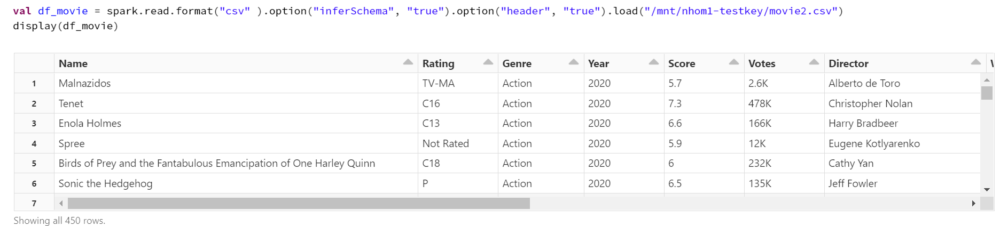 val df_movie = spark.read.format("csv" ).option("inferSchema", "true").option("header", "true").load("/mnt/nhom1-testkey/movie2.csv")
display(df_movie)
Name Rating Genre Year Score Votes Director
1 Malnazidos TV-MA Action 2020 5.7 2.6K Alberto de Toro
2 Tenet C16 Action 2020 7.3 478K Christopher Nolan
3 Enola Holmes C13 Action 2020 6.6 166K Harry Bradbeer
4 Spree Not Rated Action 2020 5.9 12K Eugene Kotlyarenko
5 Birds of Prey and the Fantabulous Emancipation of One Harley Quinn C18 Action 2020 6 232K Cathy Yan
6 Sonic the Hedgehog P Action 2020 6.5 135K Jeff Fowler
7
Showing all 450 rows.